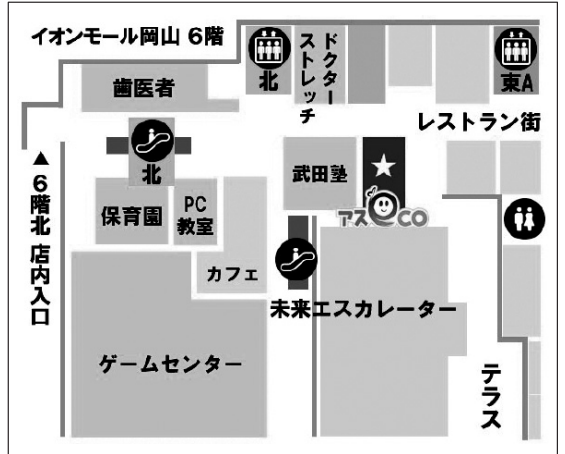 イオンモール岡山 6階
北
ドクター
ストレッチ
東A
歯医者
レストラン街
▲6階北 店内入口
北
武田塾
★
保育園
PC
教室
アスeco
カフェ
未来エスカレーター
ゲームセンター
テラス